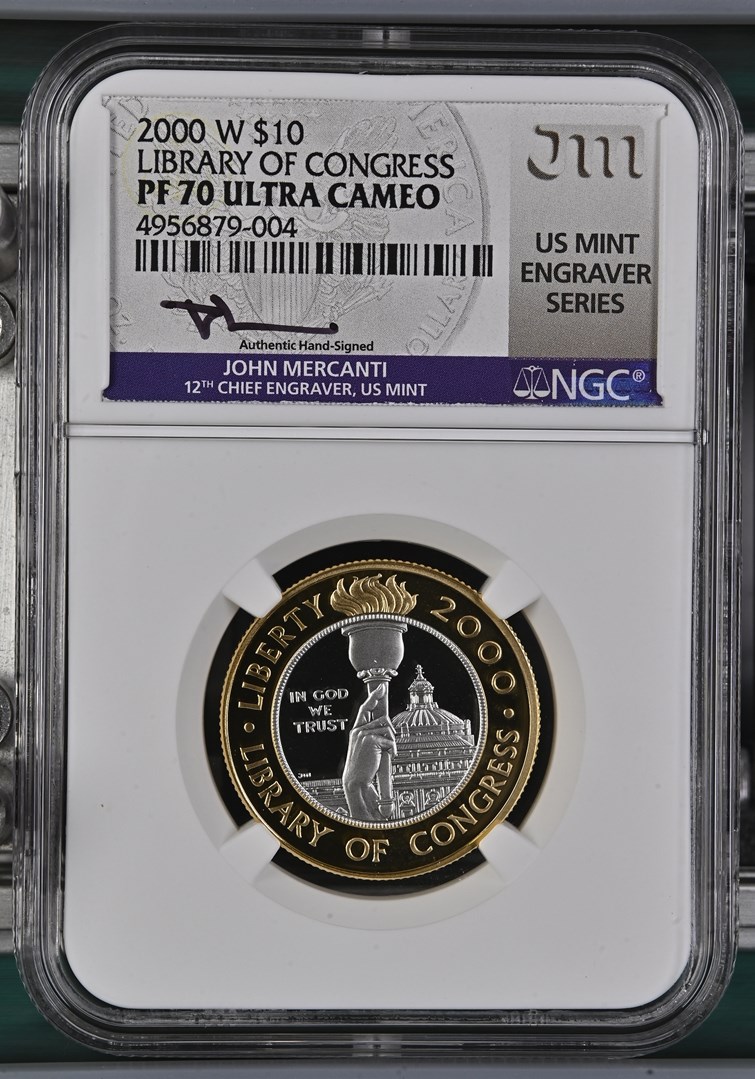 2000 W $10
LIBRARY OF CONGRESS
PF 70 ULTRA CAMEO
4956879-004
Authentic Hand-Signed
JOHN MERCANTI
12TH CHIEF ENGRAVER, US MINT
JM
US MINT
ENGRAVER
SERIES
NGC®
LIBERTY 2000
IN GOD
WE
TRUST
JM
• LIBRARY OF CONGRESS •